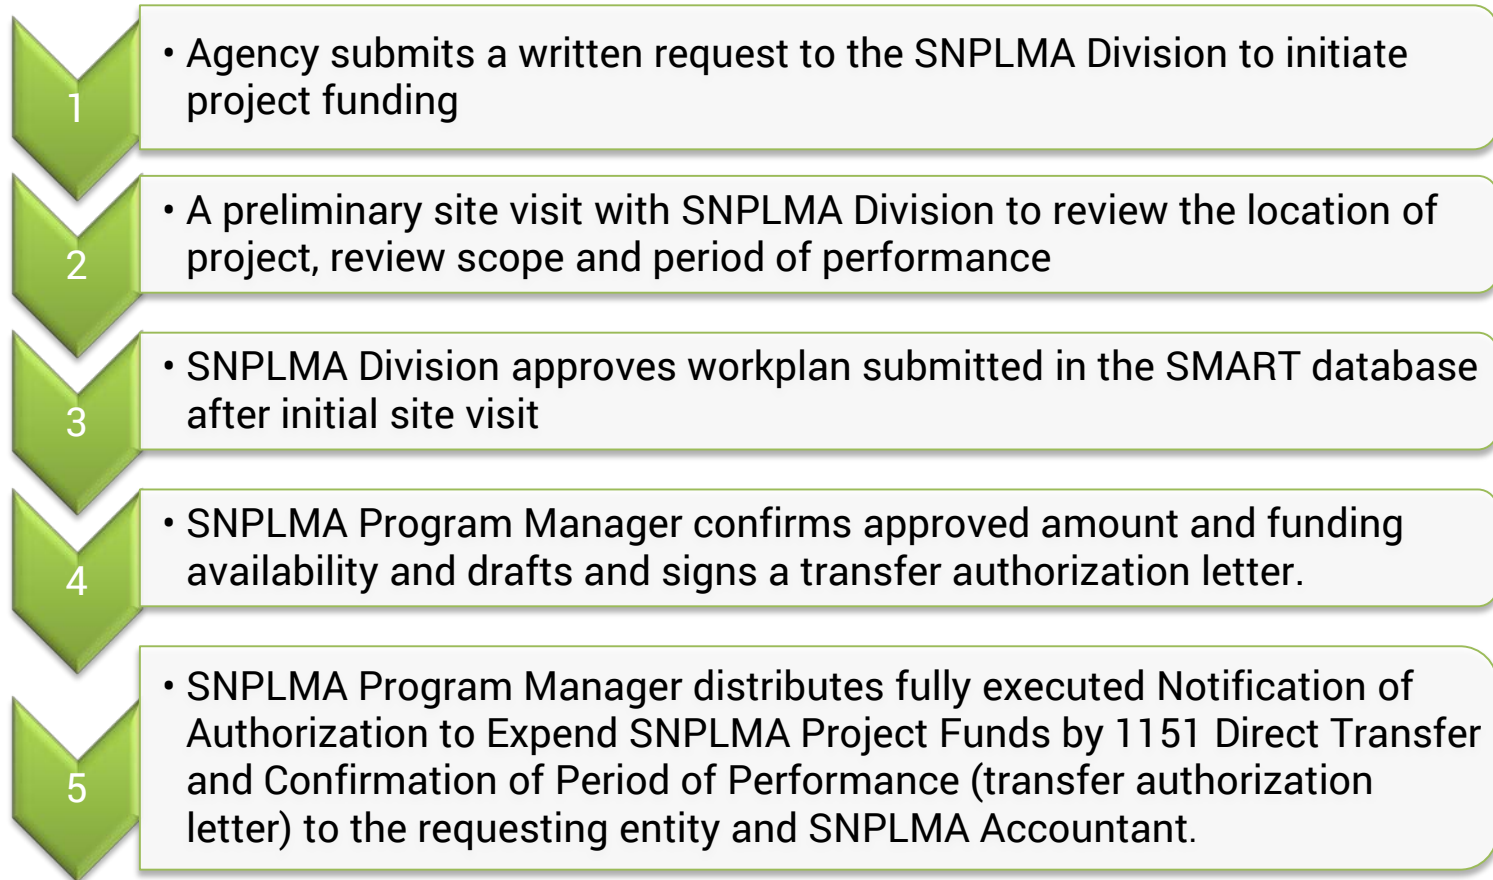 1
• Agency submits a written request to the SNPLMA Division to initiate
project funding
2
• A preliminary site visit with SNPLMA Division to review the location of
project, review scope and period of performance
3
• SNPLMA Division approves workplan submitted in the SMART database
after initial site visit
4
• SNPLMA Program Manager confirms approved amount and funding
availability and drafts and signs a transfer authorization letter.
5
• SNPLMA Program Manager distributes fully executed Notification of
Authorization to Expend SNPLMA Project Funds by 1151 Direct Transfer
and Confirmation of Period of Performance (transfer authorization
letter) to the requesting entity and SNPLMA Accountant.